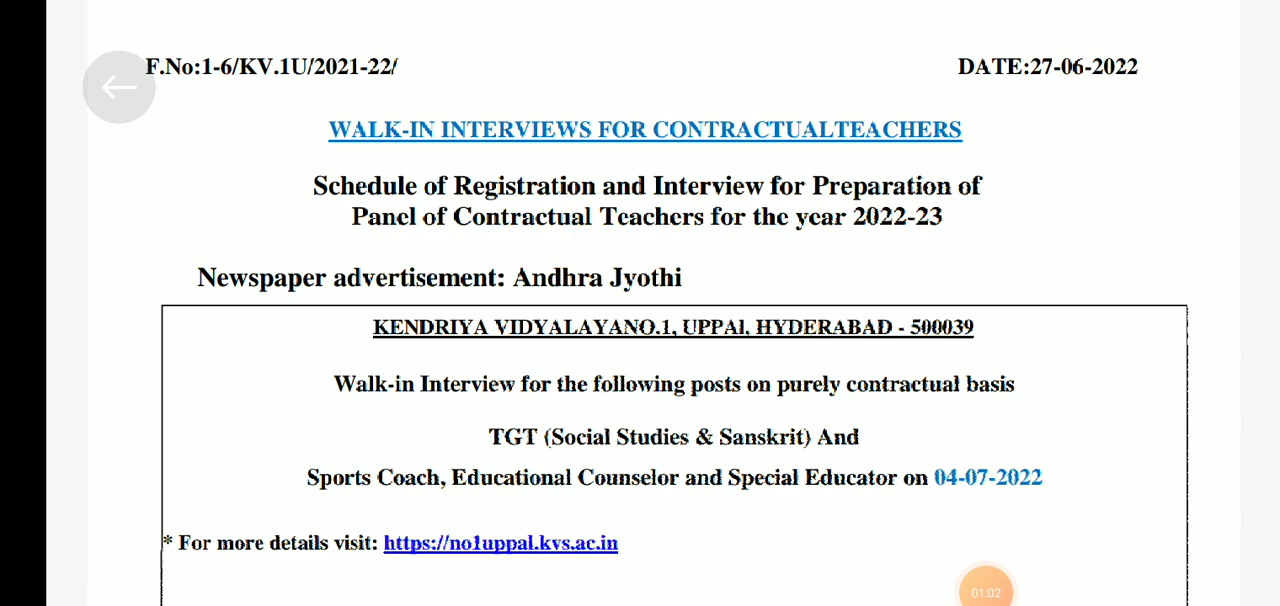 F.No:1-6/KV.1U/2021-22/ DATE:27-06-2022
WALK-IN INTERVIEWS FOR CONTRACTUALTEACHERS
Schedule of Registration and Interview for Preparation of
Panel of Contractual Teachers for the year 2022-23
Newspaper advertisement: Andhra Jyothi
KENDRIYA VIDYALAYANO.1, UPPAl, HYDERABAD - 500039
Walk-in Interview for the following posts on purely contractual basis
TGT (Social Studies & Sanskrit) And
Sports Coach, Educational Counselor and Special Educator on 04-07-2022
* For more details visit: https://no1uppal.kvs.ac.in
01:02